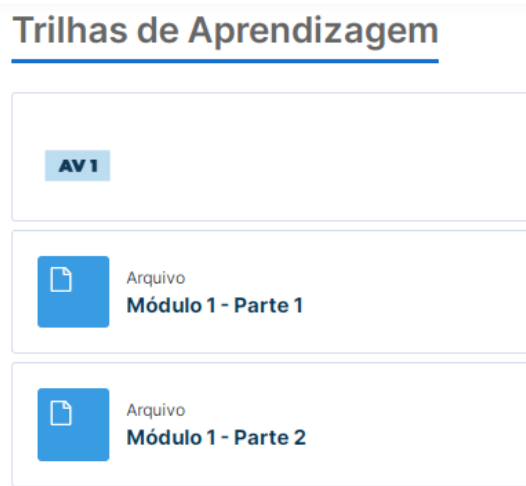 Trilhas de Aprendizagem
AV 1
Arquivo
Módulo 1 - Parte 1
Arquivo
Módulo 1 - Parte 2